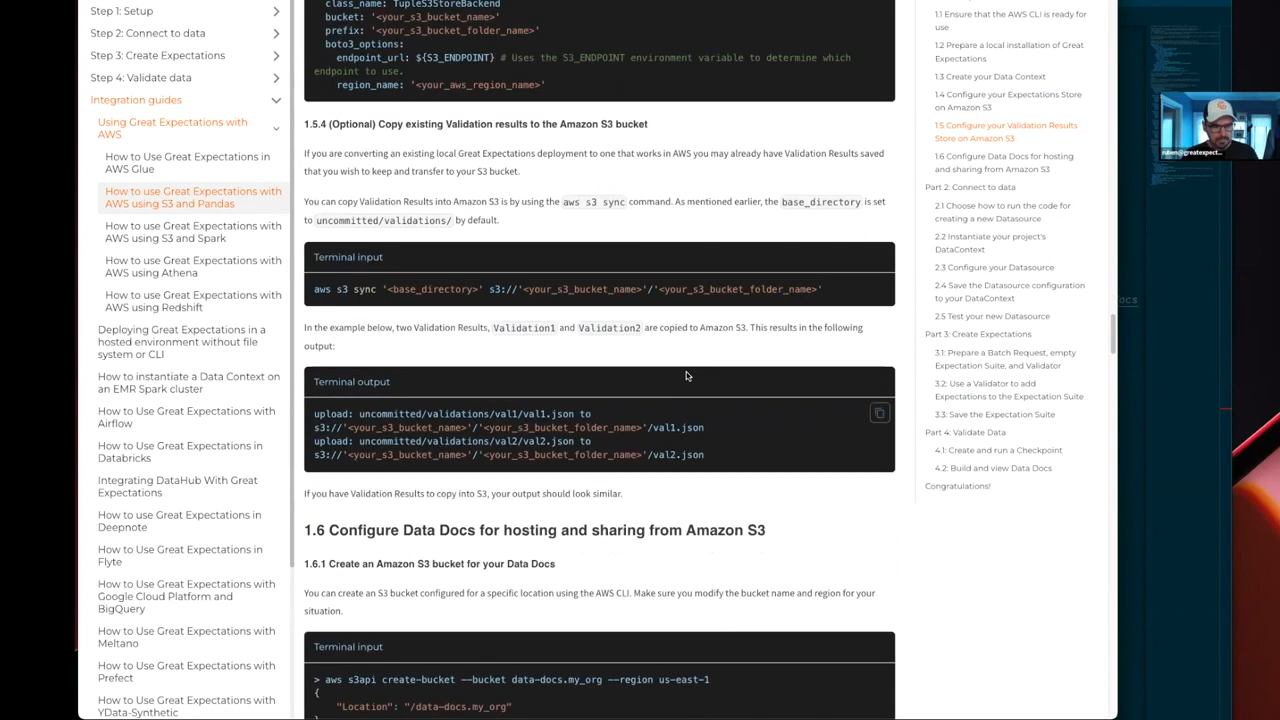 Step 1: Setup
Step 2: Connect to data
Step 3: Create Expectations
Step 4: Validate data
Integration guides
Using Great Expectations with
AWS
How to Use Great Expectations in
AWS Glue
How to use Great Expectations with
AWS using S3 and Pandas
How to use Great Expectations with
AWS using S3 and Spark
How to use Great Expectations with
AWS using Athena
How to use Great Expectations with
AWS using Redshift
Deploying Great Expectations in a
hosted environment without file
system or CLI
How to instantiate a Data Context on
an EMR Spark cluster
How to Use Great Expectations with
Airflow
How to Use Great Expectations in
Databricks
Integrating DataHub With Great
Expectations
How to use Great Expectations in
Deepnote
How to Use Great Expectations in
Flyte
How to Use Great Expectations with
Google Cloud Platform and
BigQuery
How to Use Great Expectations with
Meltano
How to Use Great Expectations with
Prefect
How to Use Great Expectations with
YData-Synthetic
class_name: TupleS3StoreBackend
bucket: '<your_s3_bucket_name>'
prefix: '<your_s3_bucket_folder_name>'
boto3_options:
endpoint_url: ${S3_ENDPOINT} # Uses the S3_ENDPOINT environment variable to determine which
endpoint to use.
region_name: '<your_aws_region_name>'
1.5.4 (Optional) Copy existing Validation results to the Amazon S3 bucket
If you are converting an existing local Great Expectations deployment to one that works in AWS you may already have Validation Results saved
that you wish to keep and transfer to your S3 bucket.
You can copy Validation Results into Amazon S3 is by using the aws s3 sync command. As mentioned earlier, the base_directory is set
to uncommitted/validations/ by default.
Terminal input
aws s3 sync '<base_directory>' s3://'<your_s3_bucket_name>'/'<your_s3_bucket_folder_name>'
In the example below, two Validation Results, Validation1 and Validation2 are copied to Amazon S3. This results in the following
output:
Terminal output
upload: uncommitted/validations/val1/val1.json to
s3://'<your_s3_bucket_name>'/'<your_s3_bucket_folder_name>'/val1.json
upload: uncommitted/validations/val2/val2.json to
s3://'<your_s3_bucket_name>'/'<your_s3_bucket_folder_name>'/val2.json
If you have Validation Results to copy into S3, your output should look similar.
1.6 Configure Data Docs for hosting and sharing from Amazon S3
1.6.1 Create an Amazon S3 bucket for your Data Docs
You can create an S3 bucket configured for a specific location using the AWS CLI. Make sure you modify the bucket name and region for your
situation.
Terminal input
> aws s3api create-bucket --bucket data-docs.my_org --region us-east-1
{
"Location": "/data-docs.my_org"
1.1 Ensure that the AWS CLI is ready for
use
1.2 Prepare a local installation of Great
Expectations
1.3 Create your Data Context
1.4 Configure your Expectations Store
on Amazon S3
1.5 Configure your Validation Results
Store on Amazon S3
1.6 Configure Data Docs for hosting
and sharing from Amazon S3
Part 2: Connect to data
2.1 Choose how to run the code for
creating a new Datasource
2.2 Instantiate your project's
DataContext
2.3 Configure your Datasource
2.4 Save the Datasource configuration
to your DataContext
2.5 Test your new Datasource
Part 3: Create Expectations
3.1: Prepare a Batch Request, empty
Expectation Suite, and Validator
3.2: Use a Validator to add
Expectations to the Expectation Suite
3.3: Save the Expectation Suite
Part 4: Validate Data
4.1: Create and run a Checkpoint
4.2: Build and view Data Docs
Congratulations!
ruben@greatexpect...